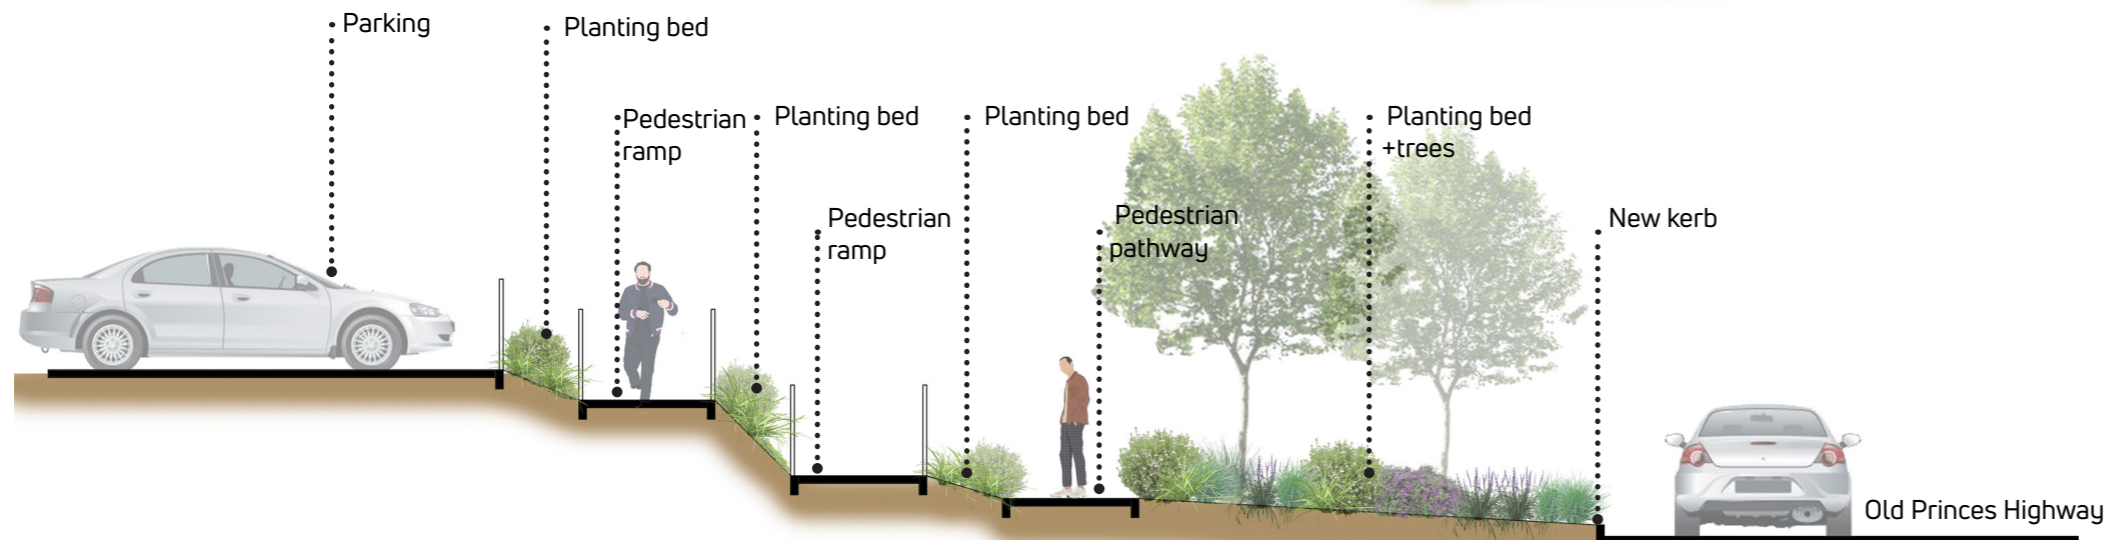 Parking
Planting bed
Pedestrian
ramp
Planting bed
Pedestrian
ramp
Planting bed
Pedestrian
pathway
Planting bed
+trees
New kerb
Old Princes Highway